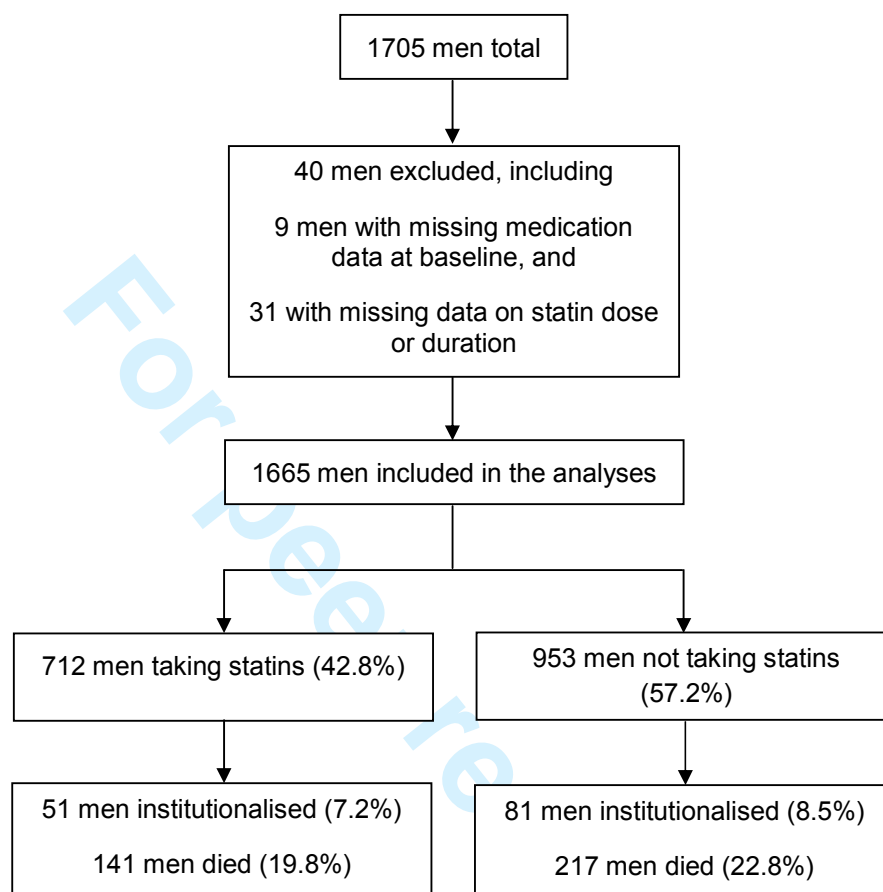 1705 men total
40 men excluded, including
9 men with missing medication
data at baseline, and
31 with missing data on statin dose
or duration
1665 men included in the analyses
712 men taking statins (42.8%)
953 men not taking statins
(57.2%)
51 men institutionalised (7.2%)
141 men died (19.8%)
81 men institutionalised (8.5%)
217 men died (22.8%)
For peer re